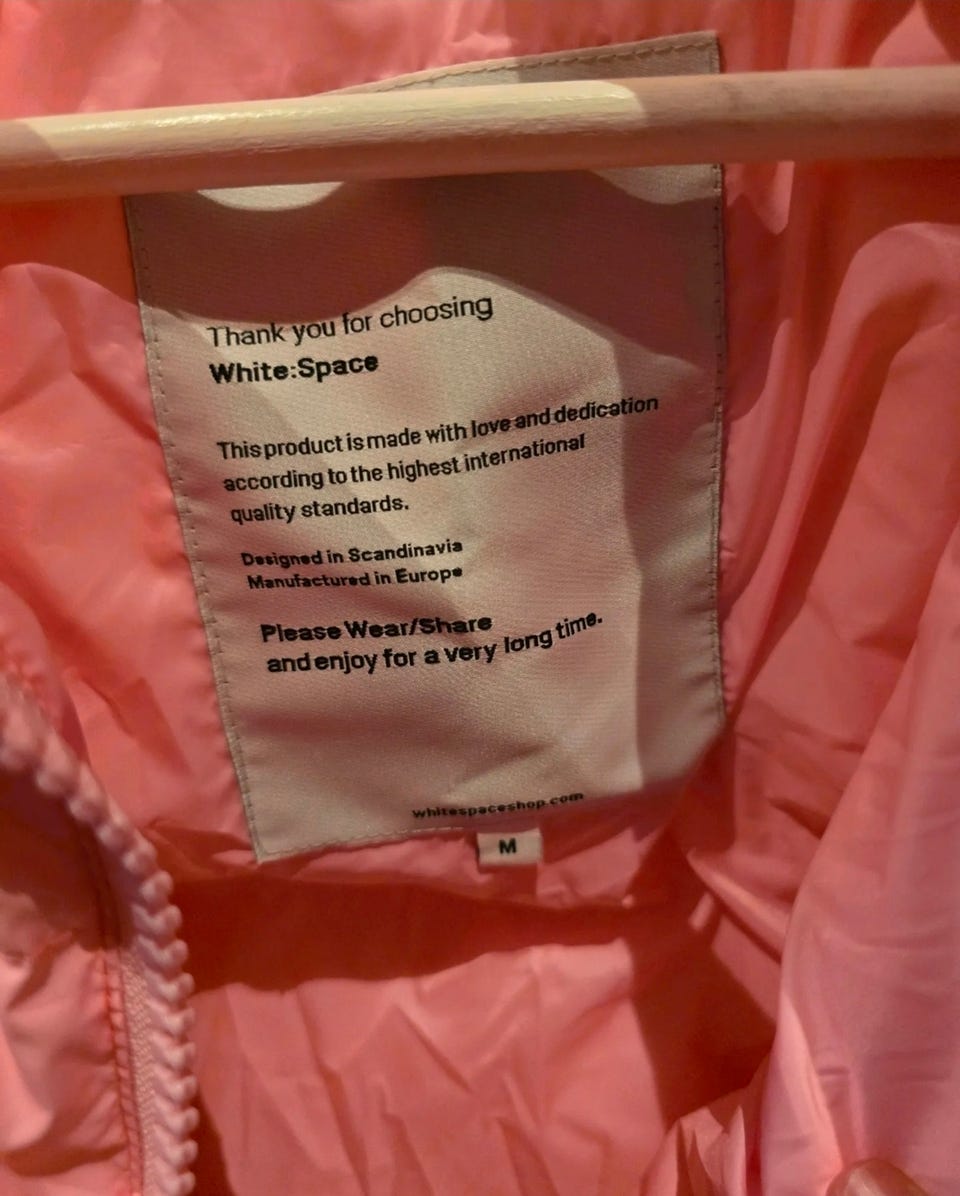 Thank you for choosing
White:Space
This product is made with love and dedication
according to the highest international
quality standards.
Designed in Scandinavia
Manufactured in Europe
Please Wear/Share
and enjoy for a very long time.
whitespaceshop.com
M